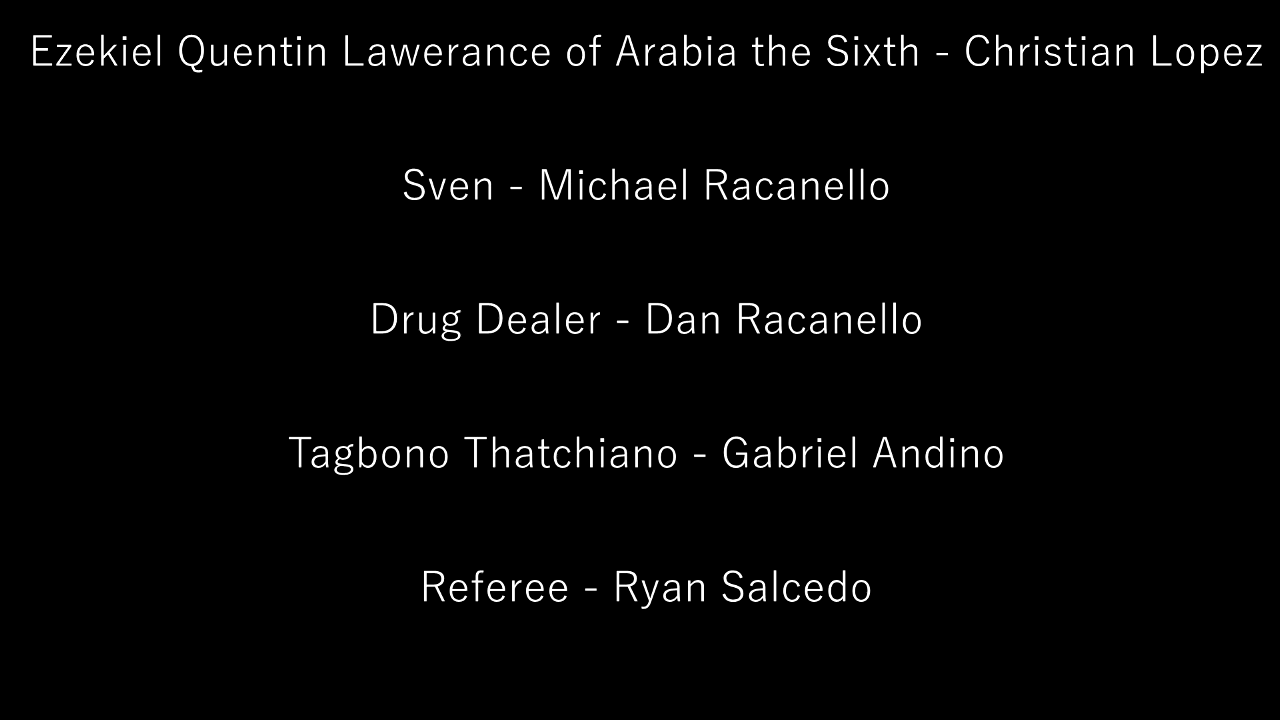 Ezekiel Quentin Lawerance of Arabia the Sixth - Christian Lopez
Sven - Michael Racanello
Drug Dealer - Dan Racanello
Tagbono Thatchiano - Gabriel Andino
Referee - Ryan Salcedo